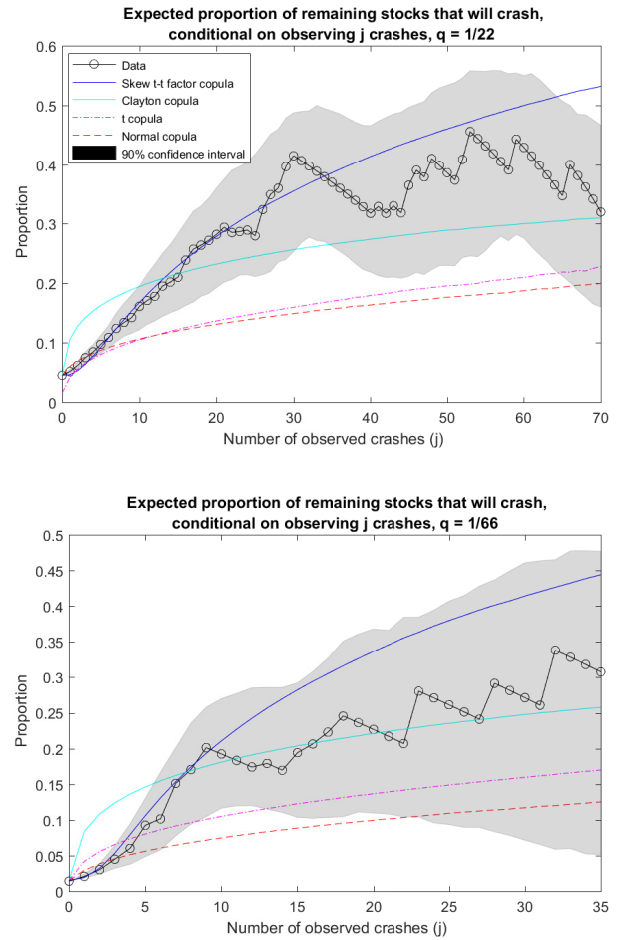 Expected proportion of remaining stocks that will crash,
conditional on observing j crashes, q = 1/22
0.6
0.5
0.4
0.3
0.2
0.1
0
Proportion
Data
Skew t-t factor copula
Clayton copula
t copula
Normal copula
90% confidence interval
0 10 20 30 40 50 60 70
Number of observed crashes (j)
Expected proportion of remaining stocks that will crash,
conditional on observing j crashes, q = 1/66
0.5
0.45
0.4
0.35
0.3
0.25
0.2
0.15
0.1
0.05
0
Proportion
0 5 10 15 20 25 30 35
Number of observed crashes (j)